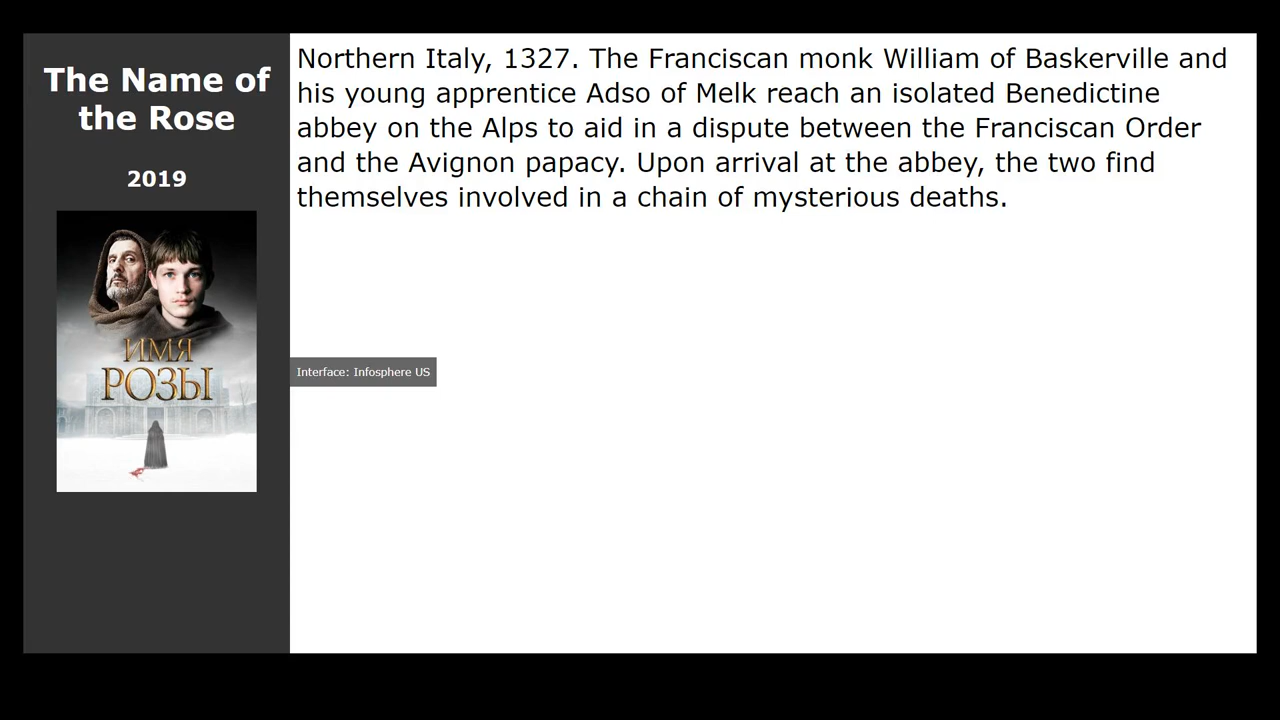 The Name of
the Rose
2019
ИМЯ
РОЗЫ
Northern Italy, 1327. The Franciscan monk William of Baskerville and
his young apprentice Adso of Melk reach an isolated Benedictine
abbey on the Alps to aid in a dispute between the Franciscan Order
and the Avignon papacy. Upon arrival at the abbey, the two find
themselves involved in a chain of mysterious deaths.
Interface: Infosphere US